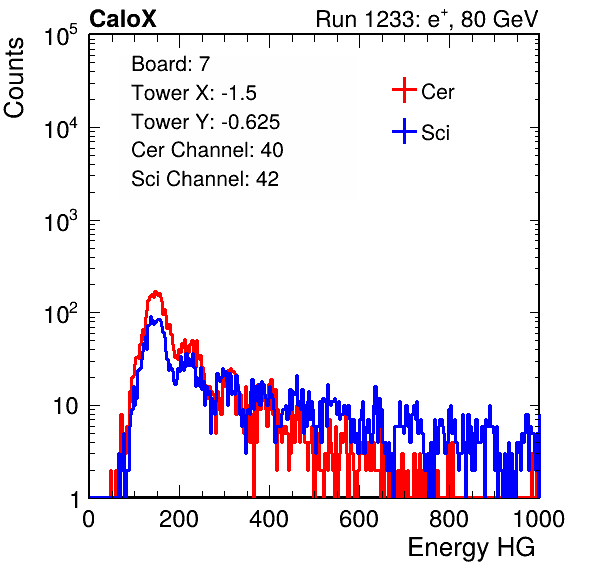 CaloX Run 1233: e⁺, 80 GeV
Counts
10⁵
10⁴
10³
10²
10
1
Board: 7
Tower X: -1.5
Tower Y: -0.625
Cer Channel: 40
Sci Channel: 42
Cer
Sci
0 200 400 600 800 1000
Energy HG